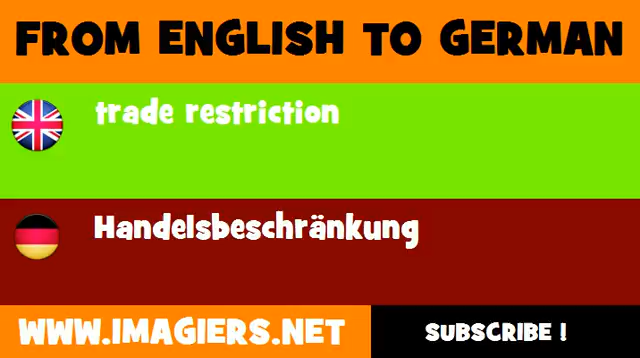 FROM ENGLISH TO GERMAN
trade restriction
Handelsbeschränkung
WWW.IMAGIERS.NET
SUBSCRIBE !